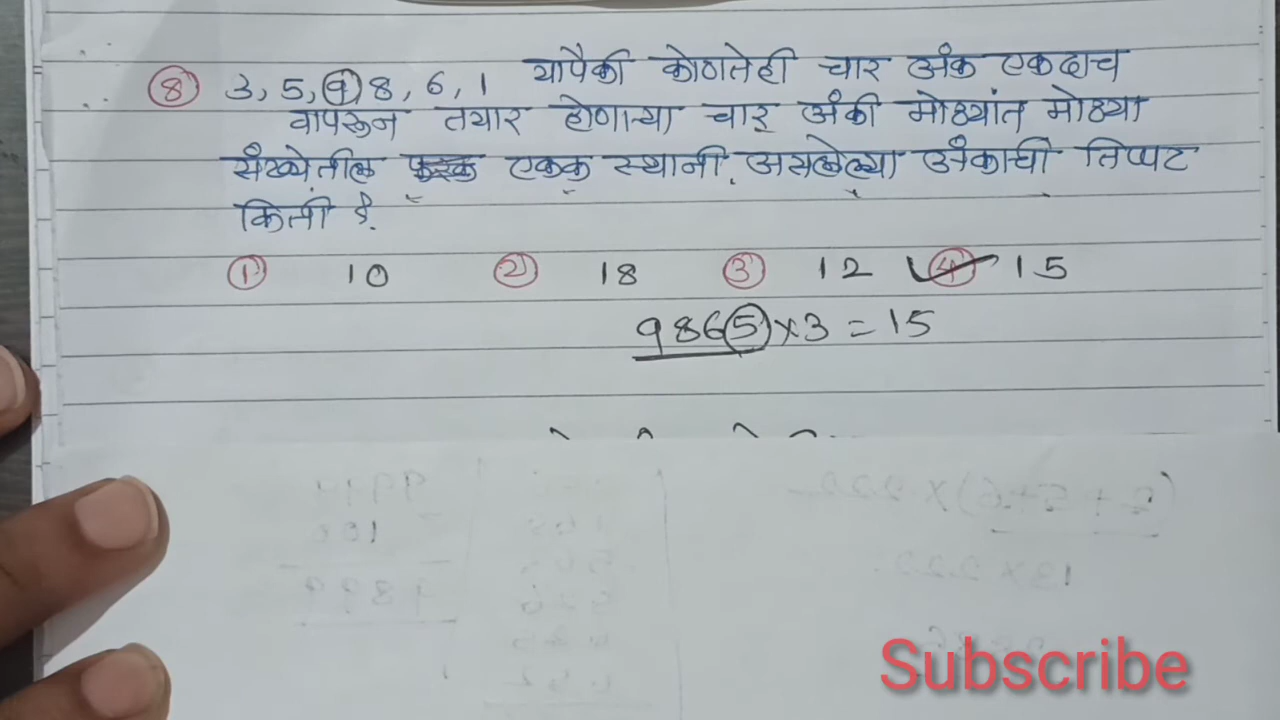 ⑧ 3, 5, 9, 8, 6, 1 यापैकी कोणतेही चार अंक एकदाच
वापरून तयार होणाऱ्या चार अंकी मोठ्यांत मोठ्या
संख्येतील एकक स्थानी असलेल्या अंकाची तिप्पट
किती ?
① 10 ② 18 ③ 12 ④ 15
9865 × 3 = 15
Subscribe